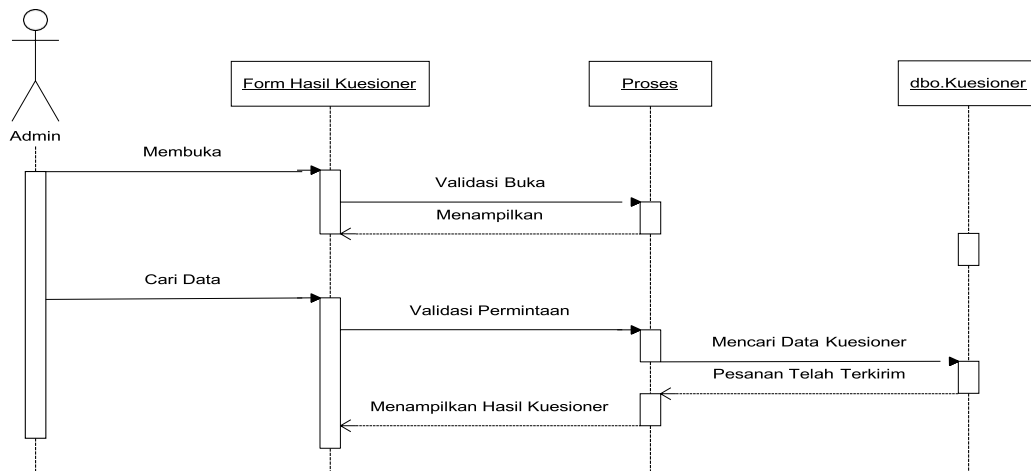 Form Hasil Kuesioner
Proses
dbo.Kuesioner
Admin
Membuka
Validasi Buka
Menampilkan
Cari Data
Validasi Permintaan
Mencari Data Kuesioner
Pesanan Telah Terkirim
Menampilkan Hasil Kuesioner